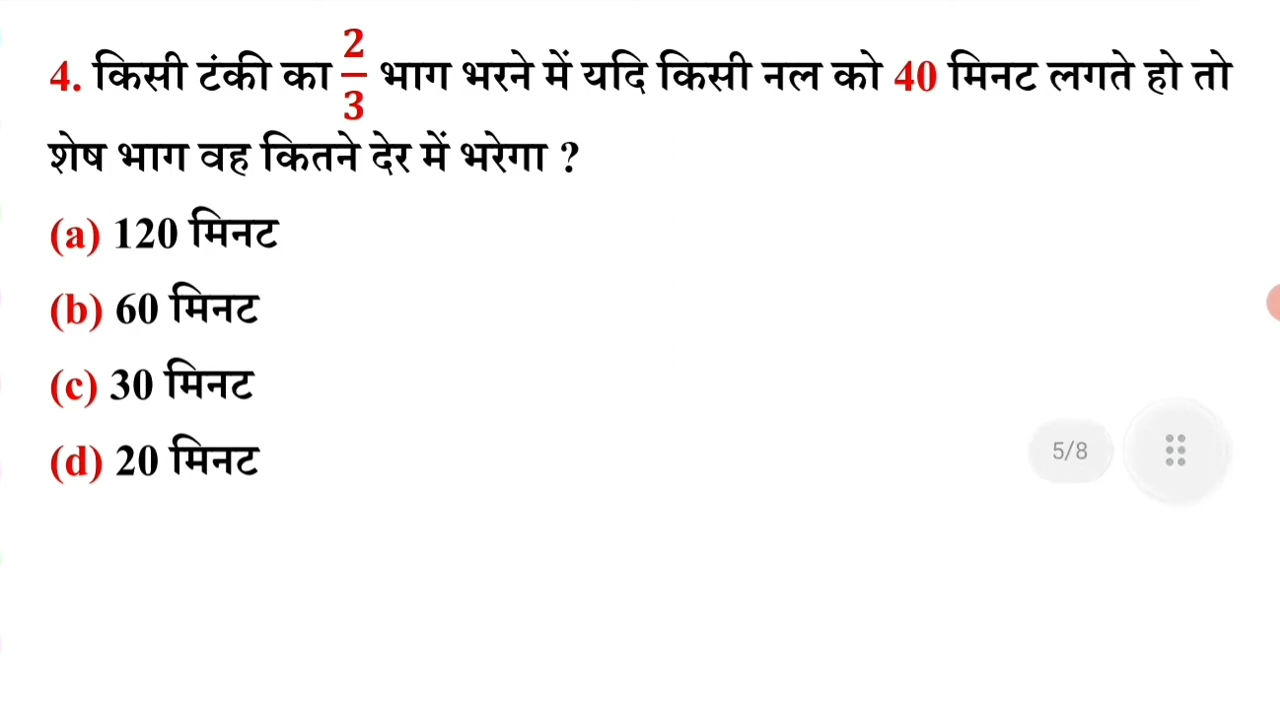 4. किसी टंकी का 2/3 भाग भरने में यदि किसी नल को 40 मिनट लगते हो तो
शेष भाग वह कितने देर में भरेगा ?
(a) 120 मिनट
(b) 60 मिनट
(c) 30 मिनट
(d) 20 मिनट
5/8